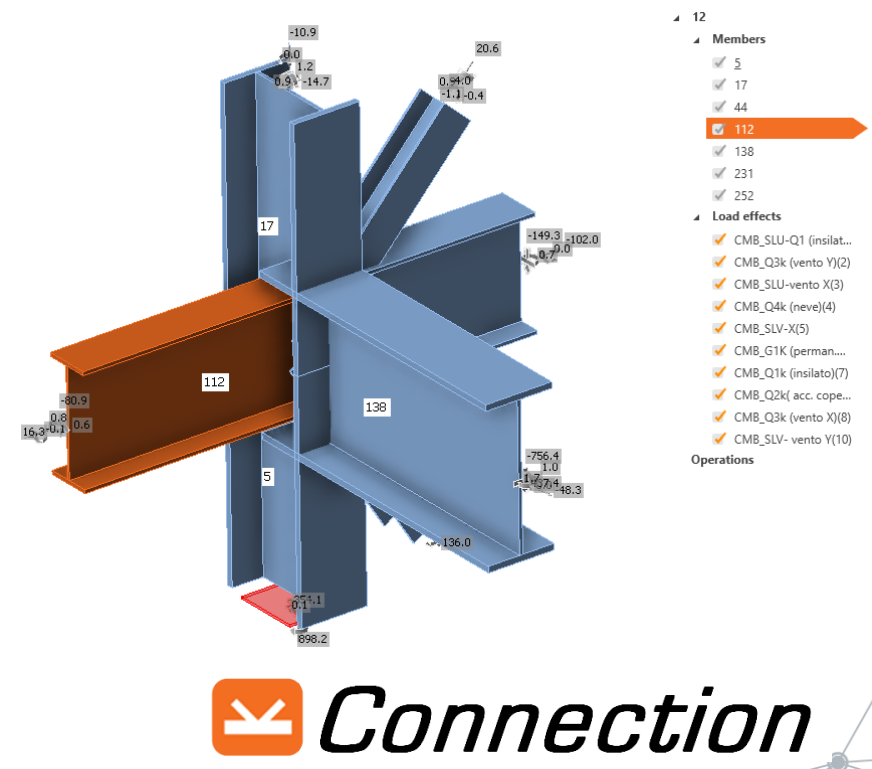 12
Members
5
17
44
112
138
231
252
Load effects
CMB_SLU-Q1 (insilat...
CMB_Q3k (vento Y)(2)
CMB_SLU-vento X(3)
CMB_Q4k (neve)(4)
CMB_SLV-X(5)
CMB_G1K (perman....
CMB_Q1k (insilato)(7)
CMB_Q2k( acc. cope...
CMB_Q3k (vento X)(8)
CMB_SLV- vento Y(10)
Operations
-10.9
0.0
1.2
0.9
-14.7
20.6
-1.1
-0.4
17
-149.3
-102.0
0.0
0.7
112
138
-80.9
0.8
16.3
-0.1
0.6
5
-756.4
1.0
1.7
-48.3
136.0
0.1
898.2
Connection